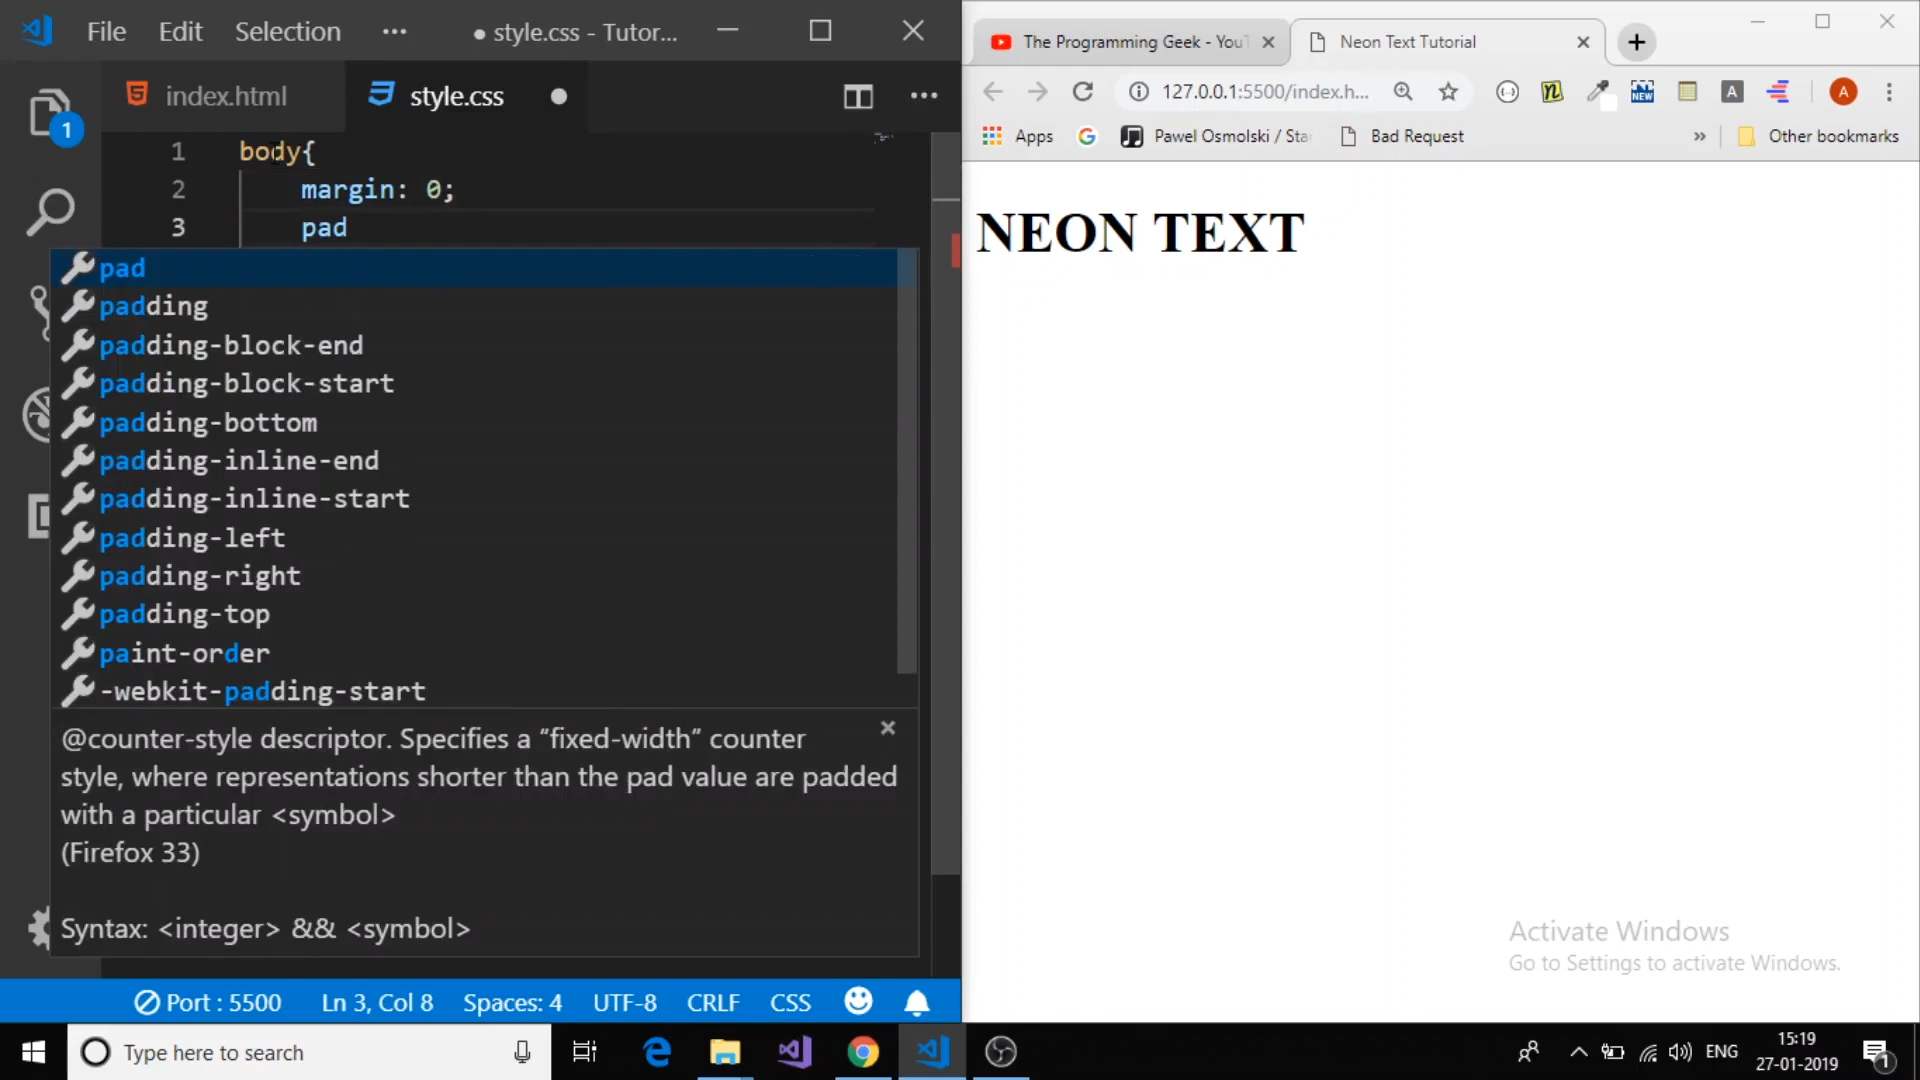 File Edit Selection ··· ● style.css - Tutor...
index.html style.css ● ···
1
1 body{
2 margin: 0;
3 pad
pad
padding
padding-block-end
padding-block-start
padding-bottom
padding-inline-end
padding-inline-start
padding-left
padding-right
padding-top
paint-order
-webkit-padding-start
@counter-style descriptor. Specifies a “fixed-width” counter
style, where representations shorter than the pad value are padded
with a particular <symbol>
(Firefox 33)
Syntax: <integer> && <symbol>
Port : 5500 Ln 3, Col 8 Spaces: 4 UTF-8 CRLF CSS
The Programming Geek - YouT Neon Text Tutorial
127.0.0.1:5500/index.h... n NEW A A
Apps G Pawel Osmolski / Sta Bad Request » Other bookmarks
NEON TEXT
Activate Windows
Go to Settings to activate Windows.
Type here to search
ENG 15:19
27-01-2019 1